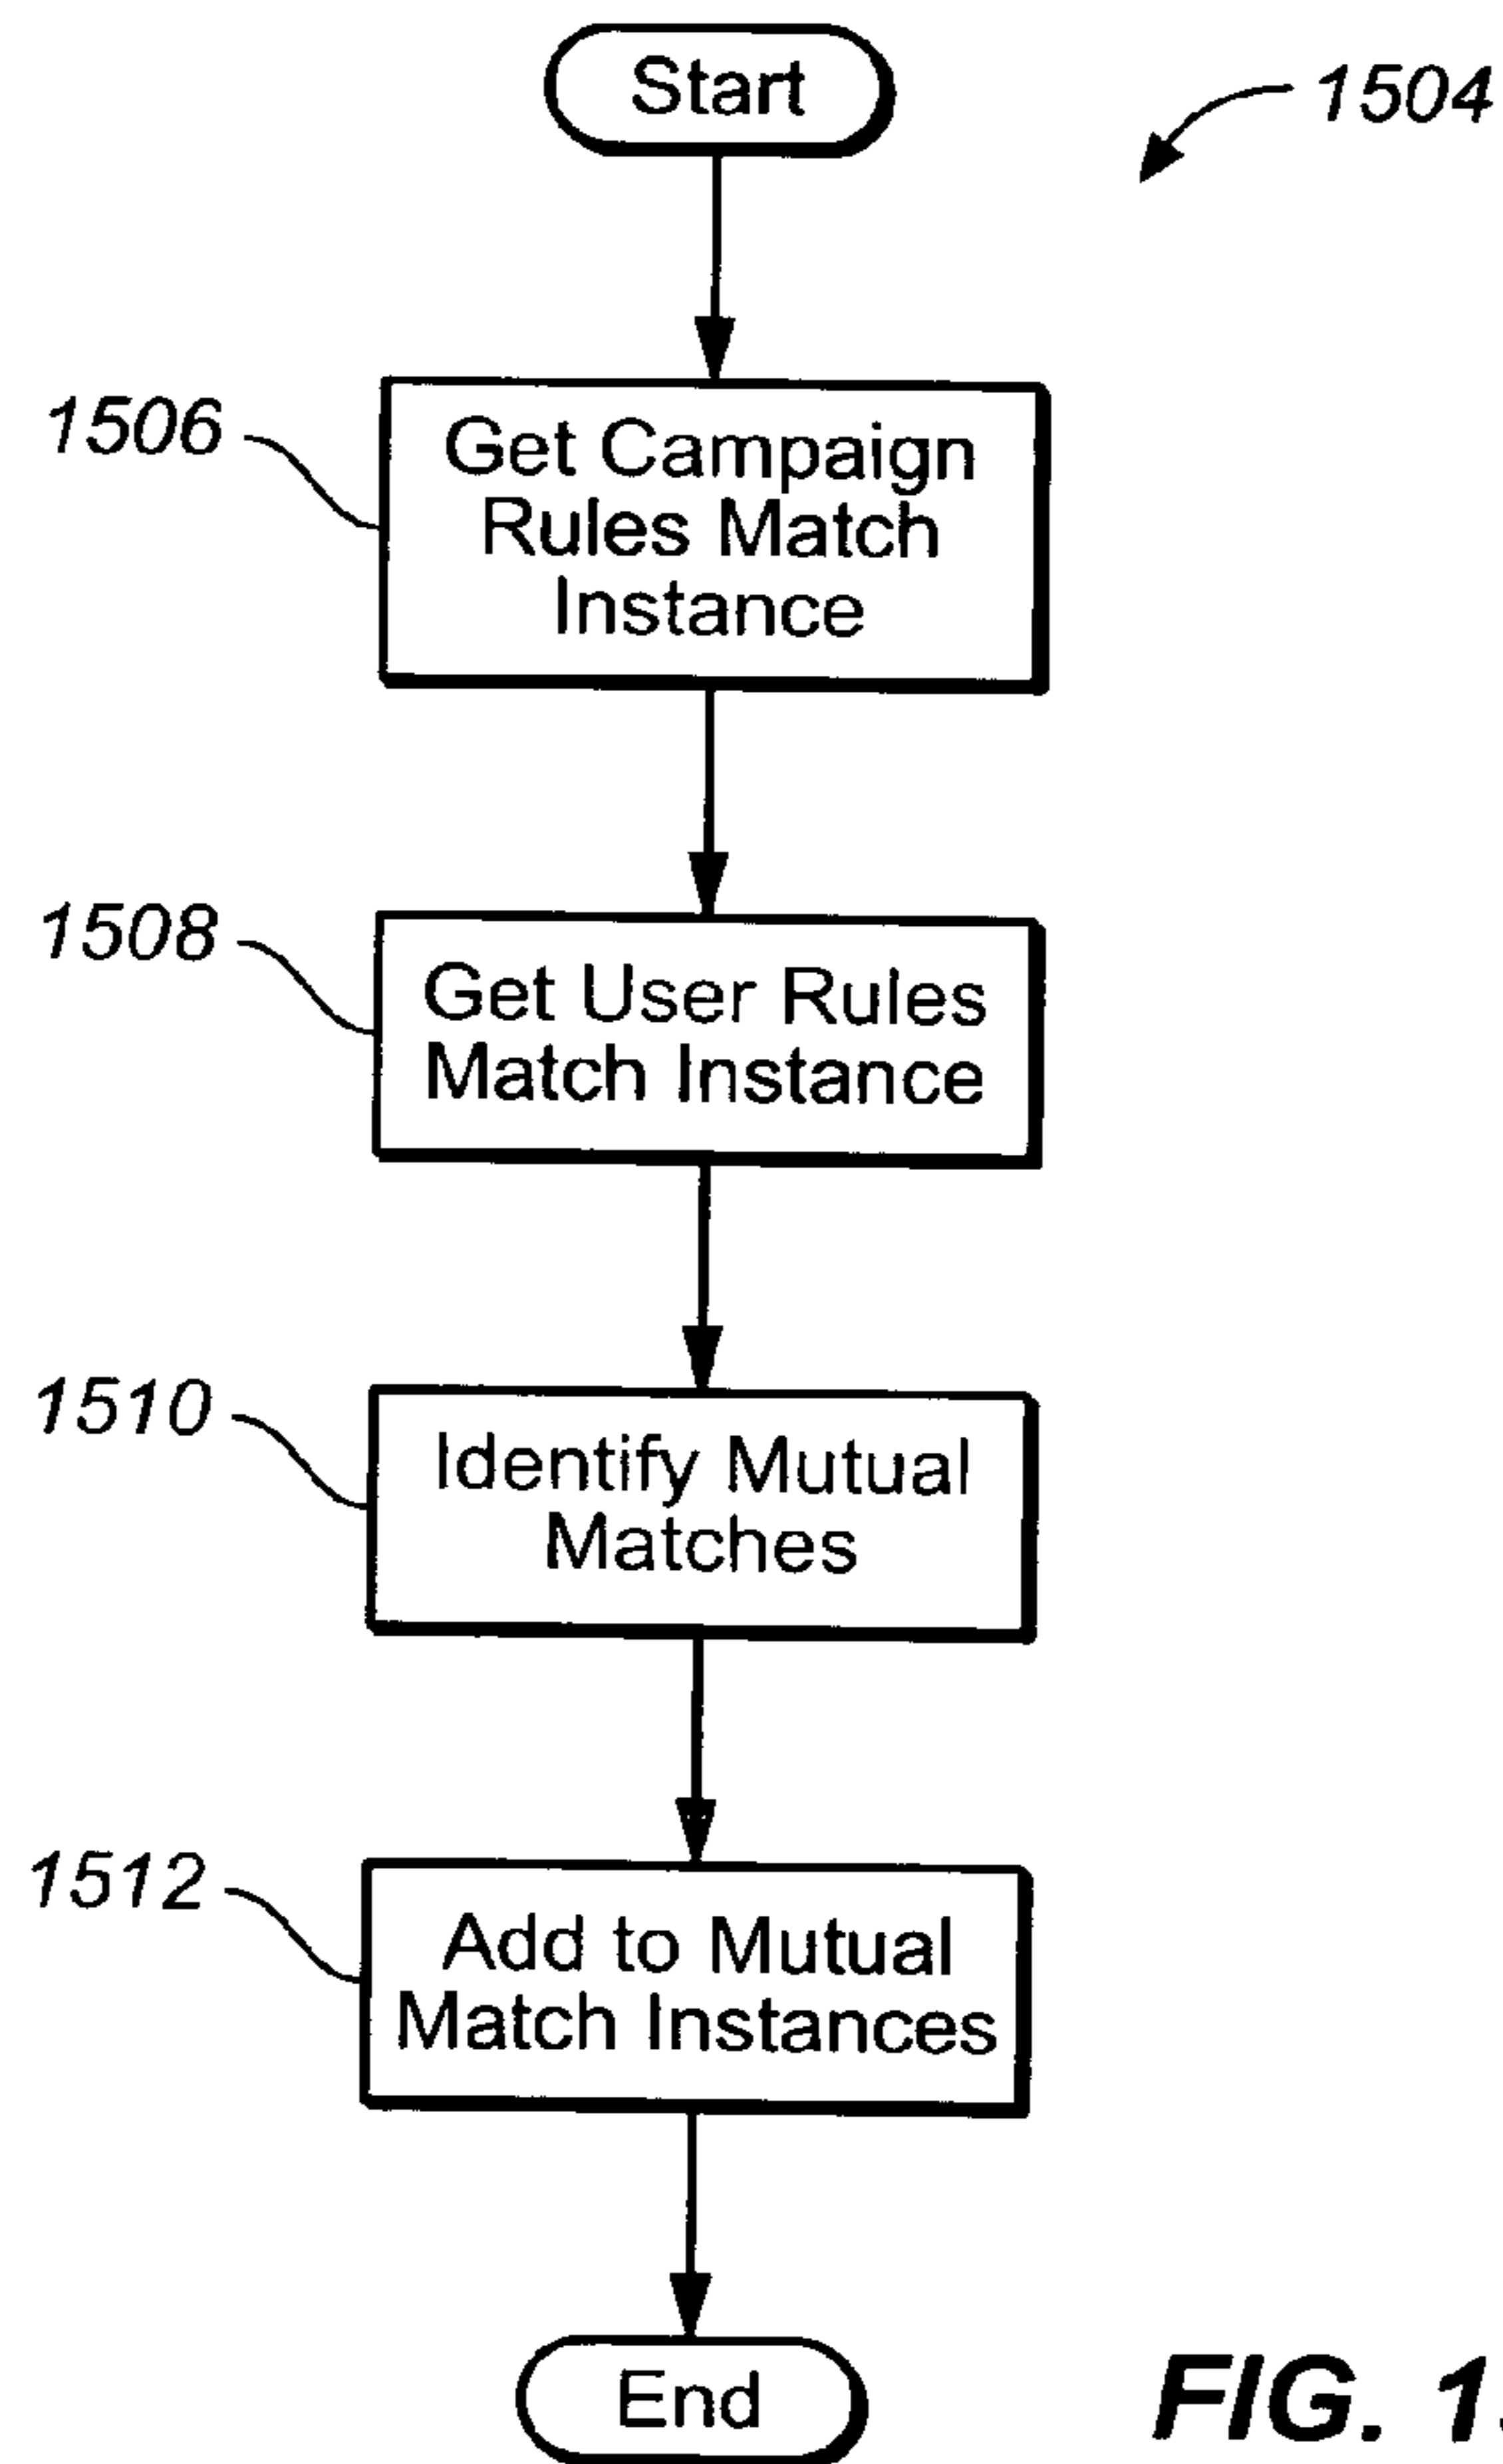 Start
1504
1506
Get Campaign
Rules Match
Instance
1508
Get User Rules
Match Instance
1510
Identify Mutual
Matches
1512
Add to Mutual
Match Instances
End
FIG.